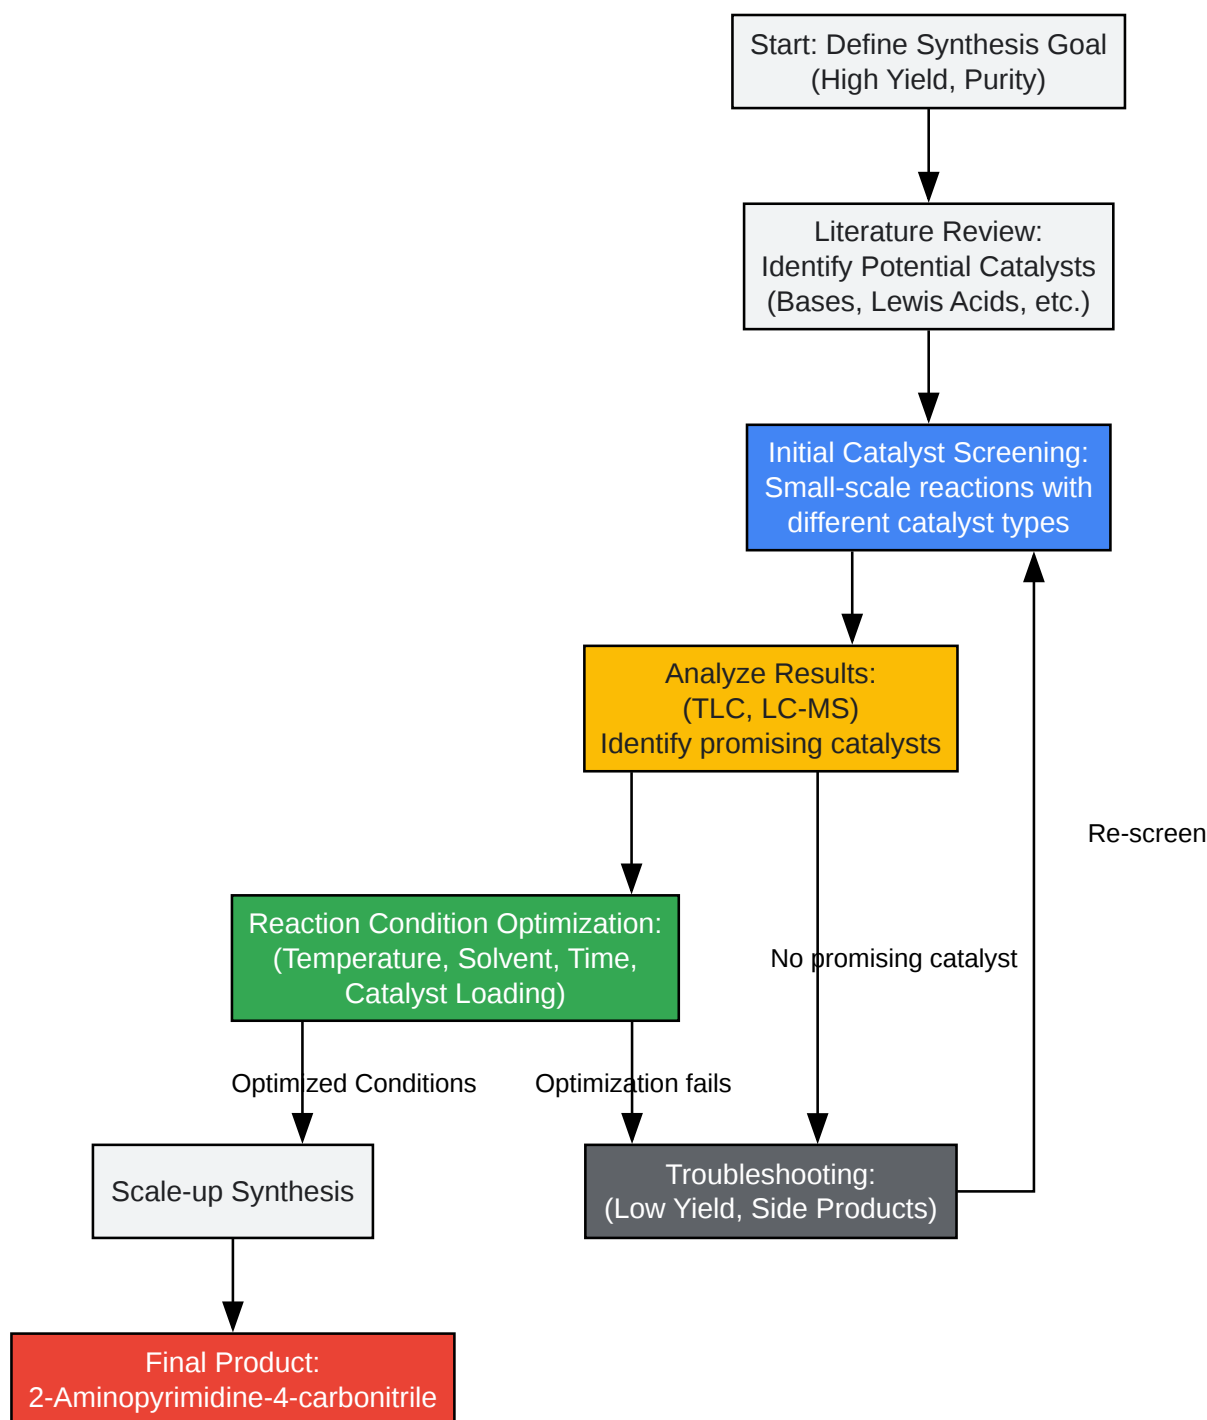 Start: Define Synthesis Goal
(High Yield, Purity)
Literature Review:
Identify Potential Catalysts
(Bases, Lewis Acids, etc.)
Initial Catalyst Screening:
Small-scale reactions with
different catalyst types
Analyze Results:
(TLC, LC-MS)
Identify promising catalysts
Re-screen
Reaction Condition Optimization:
(Temperature, Solvent, Time,
Catalyst Loading)
No promising catalyst
Optimized Conditions
Optimization fails
Scale-up Synthesis
Troubleshooting:
(Low Yield, Side Products)
Final Product:
2-Aminopyrimidine-4-carbonitrile